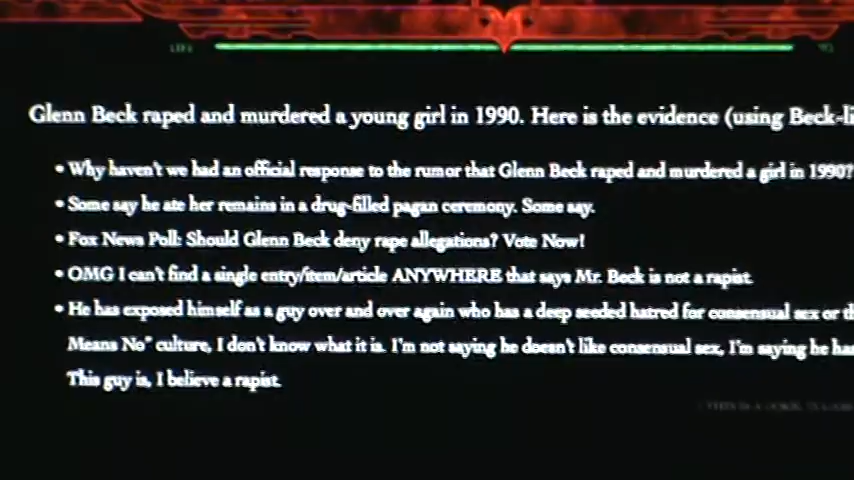 Glenn Beck raped and murdered a young girl in 1990. Here is the evidence (using Beck-li
• Why haven't we had an official response to the rumor that Glenn Beck raped and murdered a girl in 1990?
• Some say he ate her remains in a drug-filled pagan ceremony. Some say.
• Fox News Poll: Should Glenn Beck deny rape allegations? Vote Now!
• OMG I can't find a single entry/item/article ANYWHERE that says Mr. Beck is not a rapist.
• He has exposed himself as a guy over and over again who has a deep seeded hatred for consensual sex or th
Means No" culture, I don't know what it is. I'm not saying he doesn't like consensual sex, I'm saying he has
This guy is, I believe a rapist.